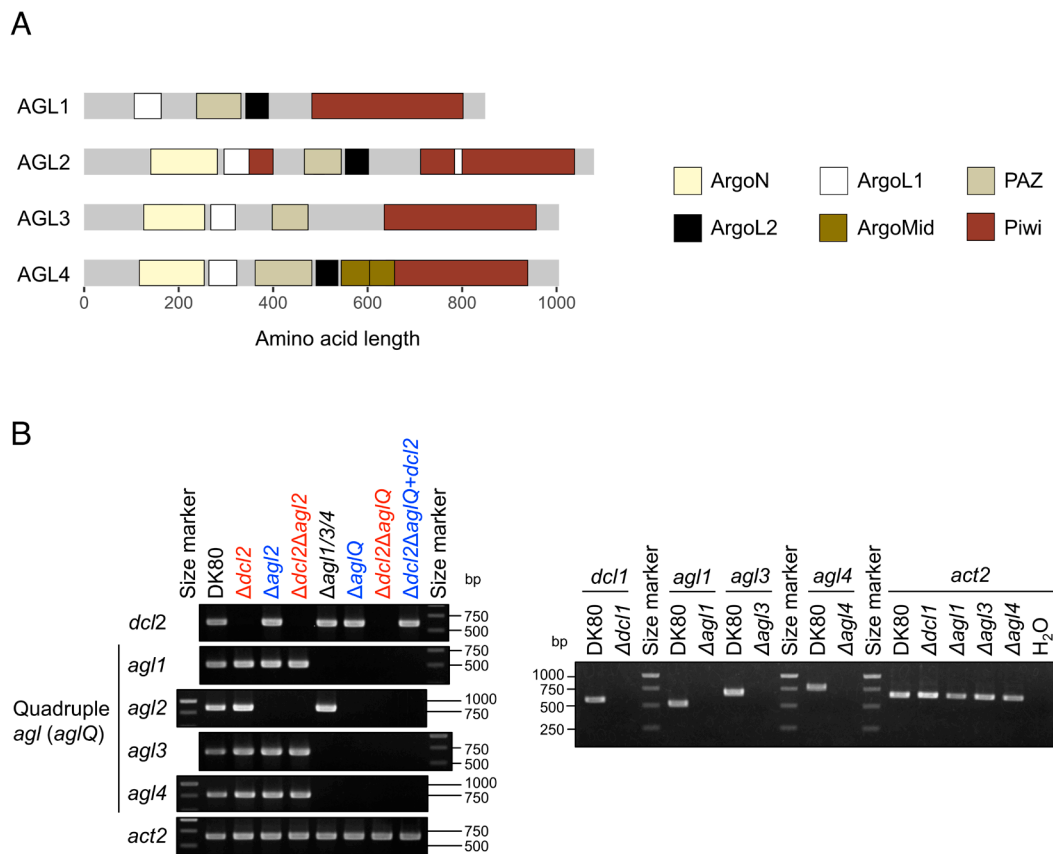 A
AGL1
AGL2
AGL3
AGL4
0 200 400 600 800 1000
Amino acid length
ArgoN ArgoL1 PAZ
ArgoL2 ArgoMid Piwi
B
Size marker
DK80
Δdcl2
Δagl2
Δdcl2Δagl2
Δagl1/3/4
ΔaglQ
Δdcl2ΔaglQ
Δdcl2ΔaglQ+dcl2
Size marker
bp
dcl2 750
500
agl1 750
500
Quadruple
agl (aglQ)
agl2 1000
750
agl3 750
500
agl4 1000
750
act2 750
500
dcl1 agl1 agl3 agl4 act2
bp
DK80
Δdcl1
Size marker
DK80
Δagl1
DK80
Δagl3
Size marker
DK80
Δagl4
Size marker
DK80
Δdcl1
Δagl1
Δagl3
Δagl4
H₂O
1000
750
500
250